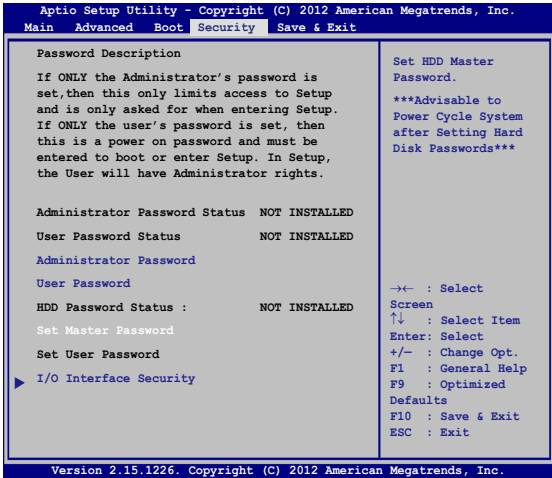 Aptio Setup Utility - Copyright (C) 2012 American Megatrends, Inc.
Main Advanced Boot Security Save & Exit
Password Description
If ONLY the Administrator's password is
set,then this only limits access to Setup
and is only asked for when entering Setup.
If ONLY the user's password is set, then
this is a power on password and must be
entered to boot or enter Setup. In Setup,
the User will have Administrator rights.
Administrator Password Status NOT INSTALLED
User Password Status NOT INSTALLED
Administrator Password
User Password
HDD Password Status : NOT INSTALLED
Set Master Password
Set User Password
I/O Interface Security
Set HDD Master
Password.
***Advisable to
Power Cycle System
after Setting Hard
Disk Passwords***
→← : Select
Screen
↑↓ : Select Item
Enter: Select
+/— : Change Opt.
F1 : General Help
F9 : Optimized
Defaults
F10 : Save & Exit
ESC : Exit
Version 2.15.1226. Copyright (C) 2012 American Megatrends, Inc.